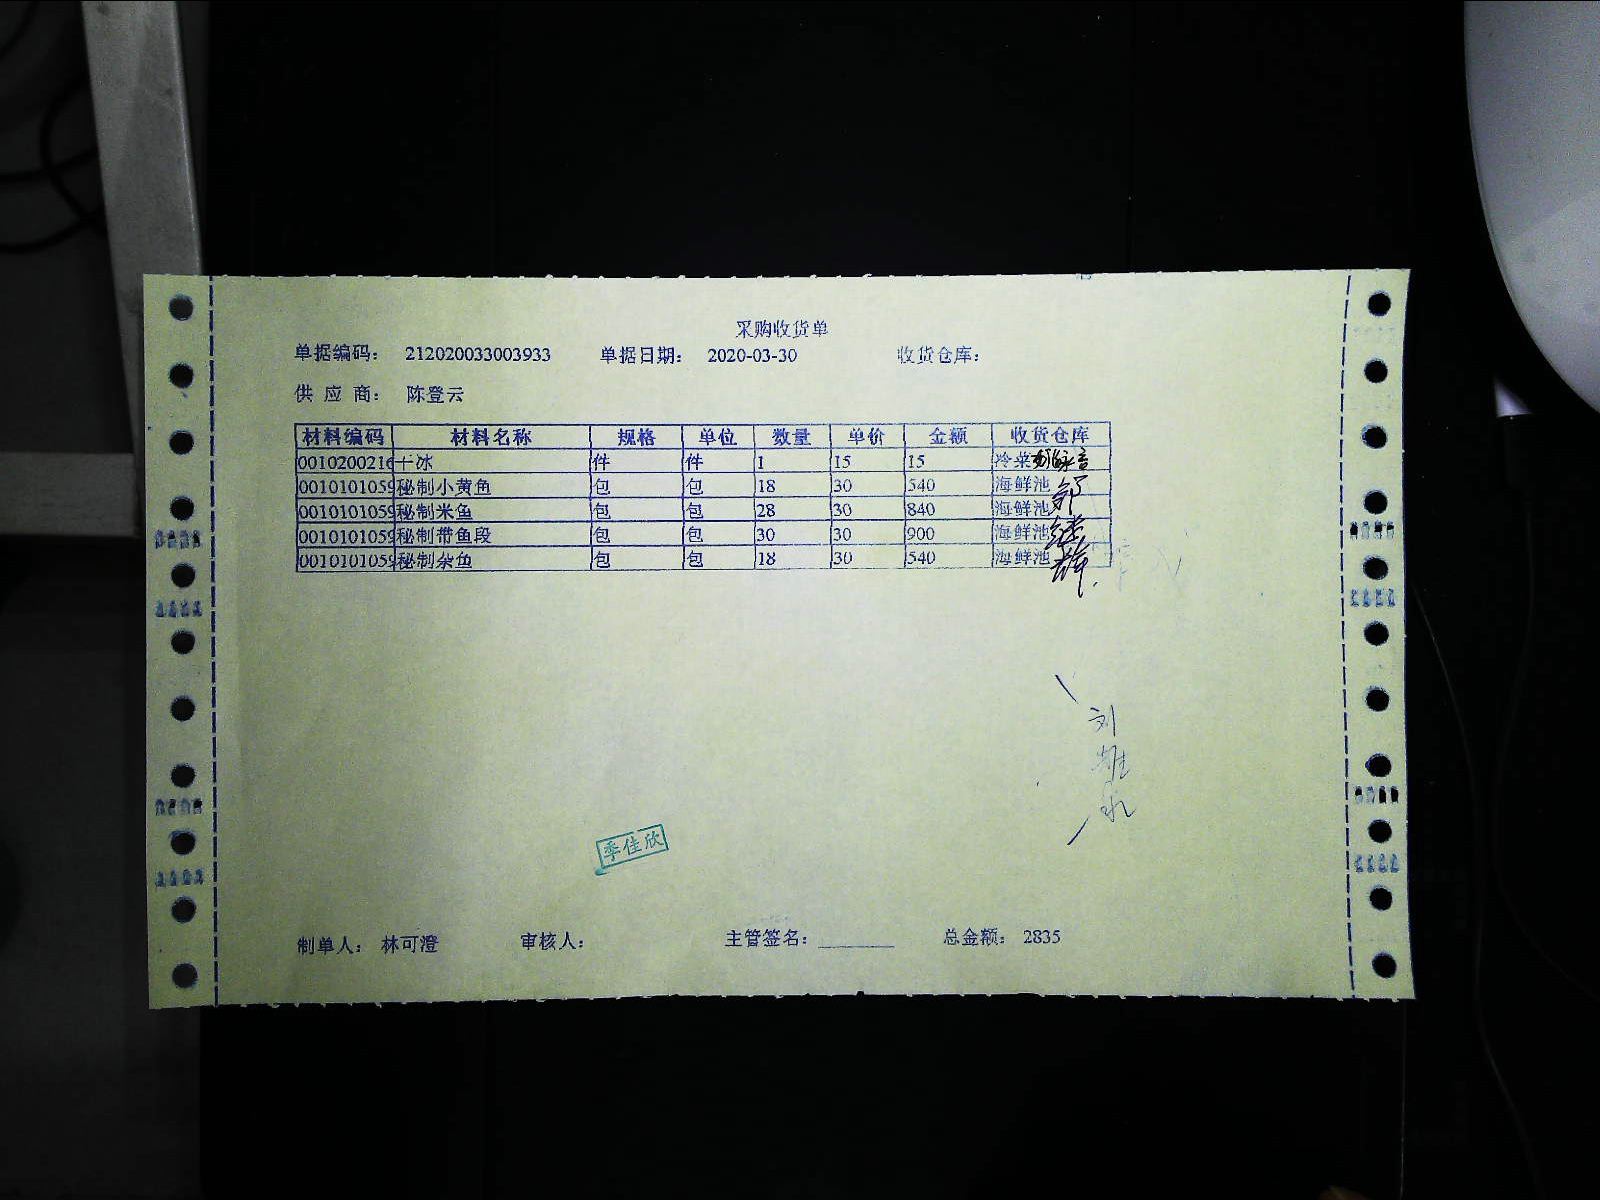 采购收货单
单据编码： 212020033003933 单据日期： 2020-03-30 收货仓库：
供 应 商： 陈登云
材料编码 材料名称 规格 单位 数量 单价 金额 收货仓库
0010200216 干冰 件 件 1 15 15 冷菜
0010101059 秘制小黄鱼 包 包 18 30 540 海鲜池
0010101059 秘制米鱼 包 包 28 30 840 海鲜池
0010101059 秘制带鱼段 包 包 30 30 900 海鲜池
0010101059 秘制杂鱼 包 包 18 30 540 海鲜池
刘
季佳欣
制单人： 林可澄 审核人： 主管签名： 总金额： 2835